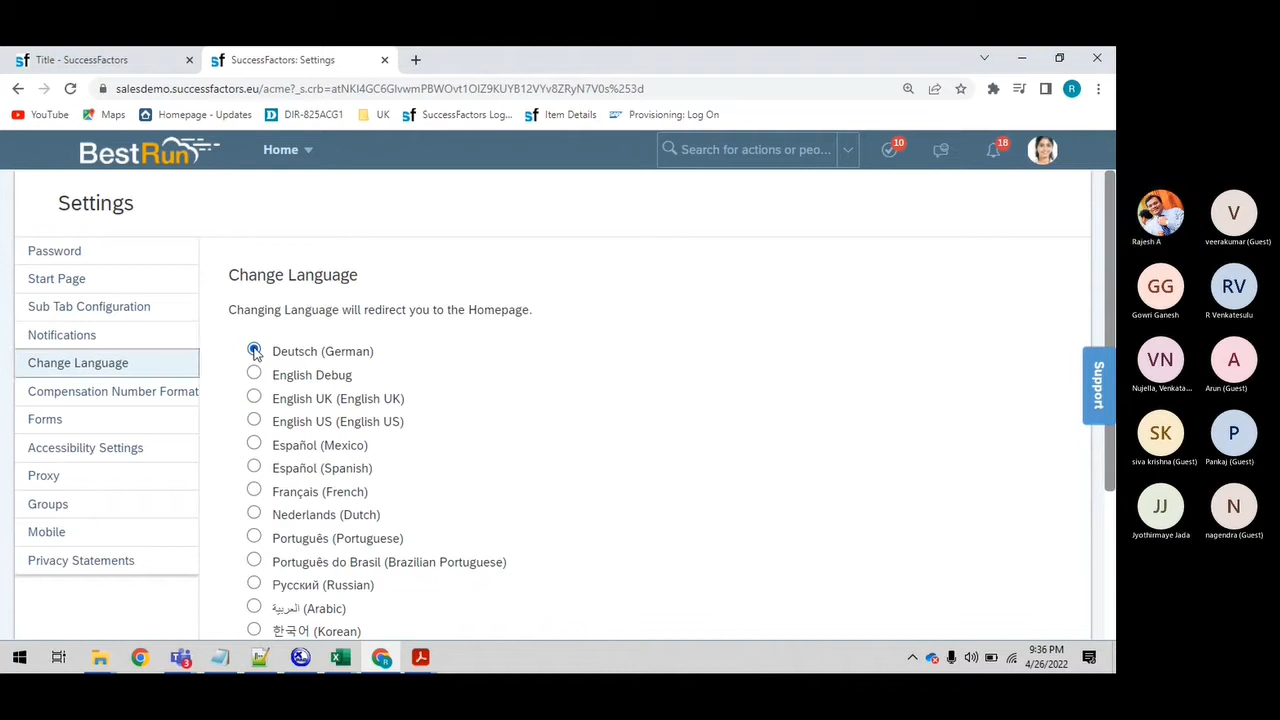 Title - SuccessFactors
SuccessFactors: Settings
salesdemo.successfactors.eu/acme?_s.crb=atNKI4GC6GIvwmPBWOvt1OIZ9KUYB12VYv8ZRyN7V0s%253d
YouTube
Maps
Homepage - Updates
DIR-825ACG1
UK
SuccessFactors Log...
Item Details
Provisioning: Log On
BestRun
Home
Search for actions or peo...
10
18
Settings
Password
Start Page
Sub Tab Configuration
Notifications
Change Language
Compensation Number Format
Forms
Accessibility Settings
Proxy
Groups
Mobile
Privacy Statements
Change Language
Changing Language will redirect you to the Homepage.
Deutsch (German)
English Debug
English UK (English UK)
English US (English US)
Español (Mexico)
Español (Spanish)
Français (French)
Nederlands (Dutch)
Português (Portuguese)
Português do Brasil (Brazilian Portuguese)
Русский (Russian)
العربية (Arabic)
한국어 (Korean)
Support
R
3
9:36 PM
4/26/2022
Rajesh A
V
veerakumar (Guest)
GG
Gowri Ganesh
RV
R Venkatesulu
VN
Nujella, Venkata...
A
Arun (Guest)
SK
siva krishna (Guest)
P
Pankaj (Guest)
JJ
Jyothirmaye Jada
N
nagendra (Guest)